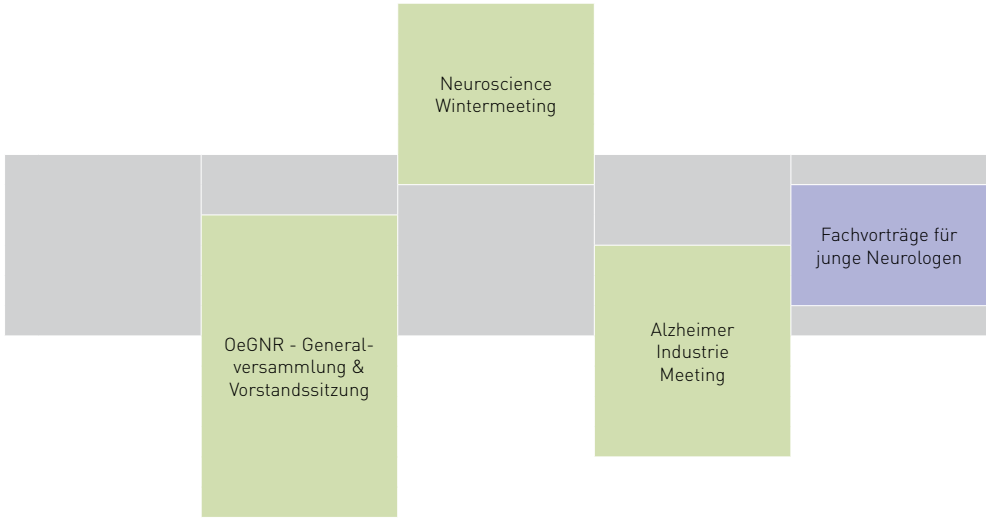 Neuroscience
Wintermeeting
OeGNR - General-
versammlung &
Vorstandssitzung
Alzheimer
Industrie
Meeting
Fachvorträge für
junge Neurologen